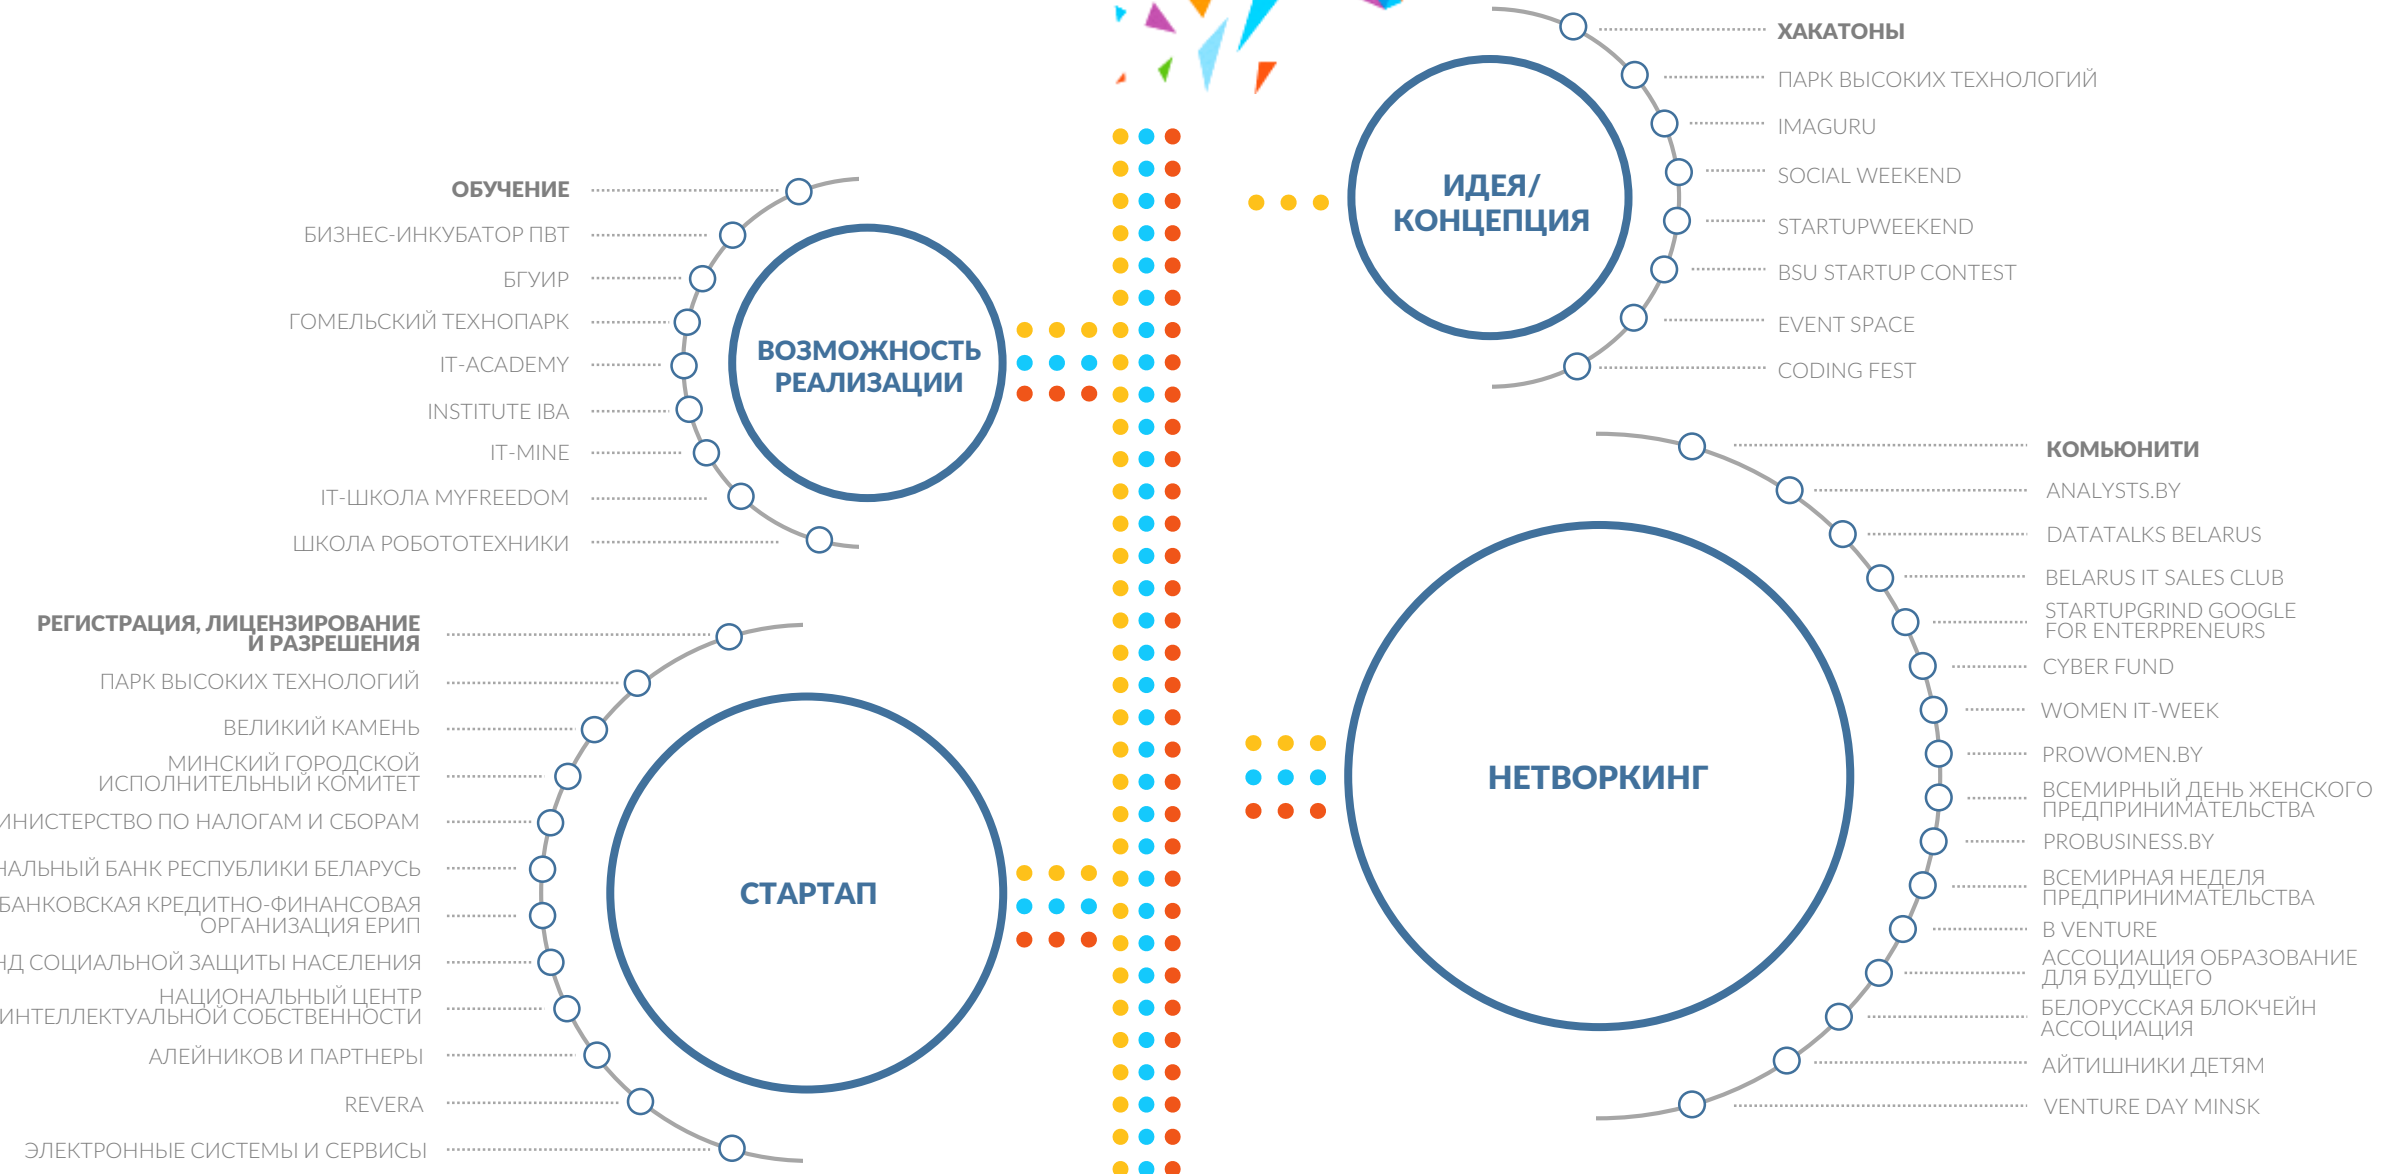 ХАКАТОНЫ
ПАРК ВЫСОКИХ ТЕХНОЛОГИЙ
IMAGURU
SOCIAL WEEKEND
STARTUPWEEKEND
BSU STARTUP CONTEST
EVENT SPACE
CODING FEST
ИДЕЯ/
КОНЦЕПЦИЯ
ОБУЧЕНИЕ
БИЗНЕС-ИНКУБАТОР ПВТ
БГУИР
ГОМЕЛЬСКИЙ ТЕХНОПАРК
IT-ACADEMY
INSTITUTE IBA
IT-MINE
IT-ШКОЛА MYFREEDOM
ШКОЛА РОБОТОТЕХНИКИ
ВОЗМОЖНОСТЬ
РЕАЛИЗАЦИИ
КОМЬЮНИТИ
ANALYSTS.BY
DATATALKS BELARUS
BELARUS IT SALES CLUB
STARTUPGRIND GOOGLE
FOR ENTERPRENEURS
CYBER FUND
WOMEN IT-WEEK
PROWOMEN.BY
ВСЕМИРНЫЙ ДЕНЬ ЖЕНСКОГО
ПРЕДПРИНИМАТЕЛЬСТВА
PROBUSINESS.BY
ВСЕМИРНАЯ НЕДЕЛЯ
ПРЕДПРИНИМАТЕЛЬСТВА
B VENTURE
АССОЦИАЦИЯ ОБРАЗОВАНИЕ
ДЛЯ БУДУЩЕГО
БЕЛОРУССКАЯ БЛОКЧЕЙН
АССОЦИАЦИЯ
АЙТИШНИКИ ДЕТЯМ
VENTURE DAY MINSK
НЕТВОРКИНГ
РЕГИСТРАЦИЯ, ЛИЦЕНЗИРОВАНИЕ
И РАЗРЕШЕНИЯ
ПАРК ВЫСОКИХ ТЕХНОЛОГИЙ
ВЕЛИКИЙ КАМЕНЬ
МИНСКИЙ ГОРОДСКОЙ
ИСПОЛНИТЕЛЬНЫЙ КОМИТЕТ
ПО НАЛОГАМ И СБОРАМ
БАНК РЕСПУБЛИКИ БЕЛАРУСЬ
КРЕДИТНО-ФИНАНСОВАЯ
ОРГАНИЗАЦИЯ ЕРИП
СОЦИАЛЬНОЙ ЗАЩИТЫ НАСЕЛЕНИЯ
НАЦИОНАЛЬНЫЙ ЦЕНТР
ИНТЕЛЛЕКТУАЛЬНОЙ СОБСТВЕННОСТИ
АЛЕЙНИКОВ И ПАРТНЕРЫ
REVERA
ЭЛЕКТРОННЫЕ СИСТЕМЫ И СЕРВИСЫ
СТАРТАП